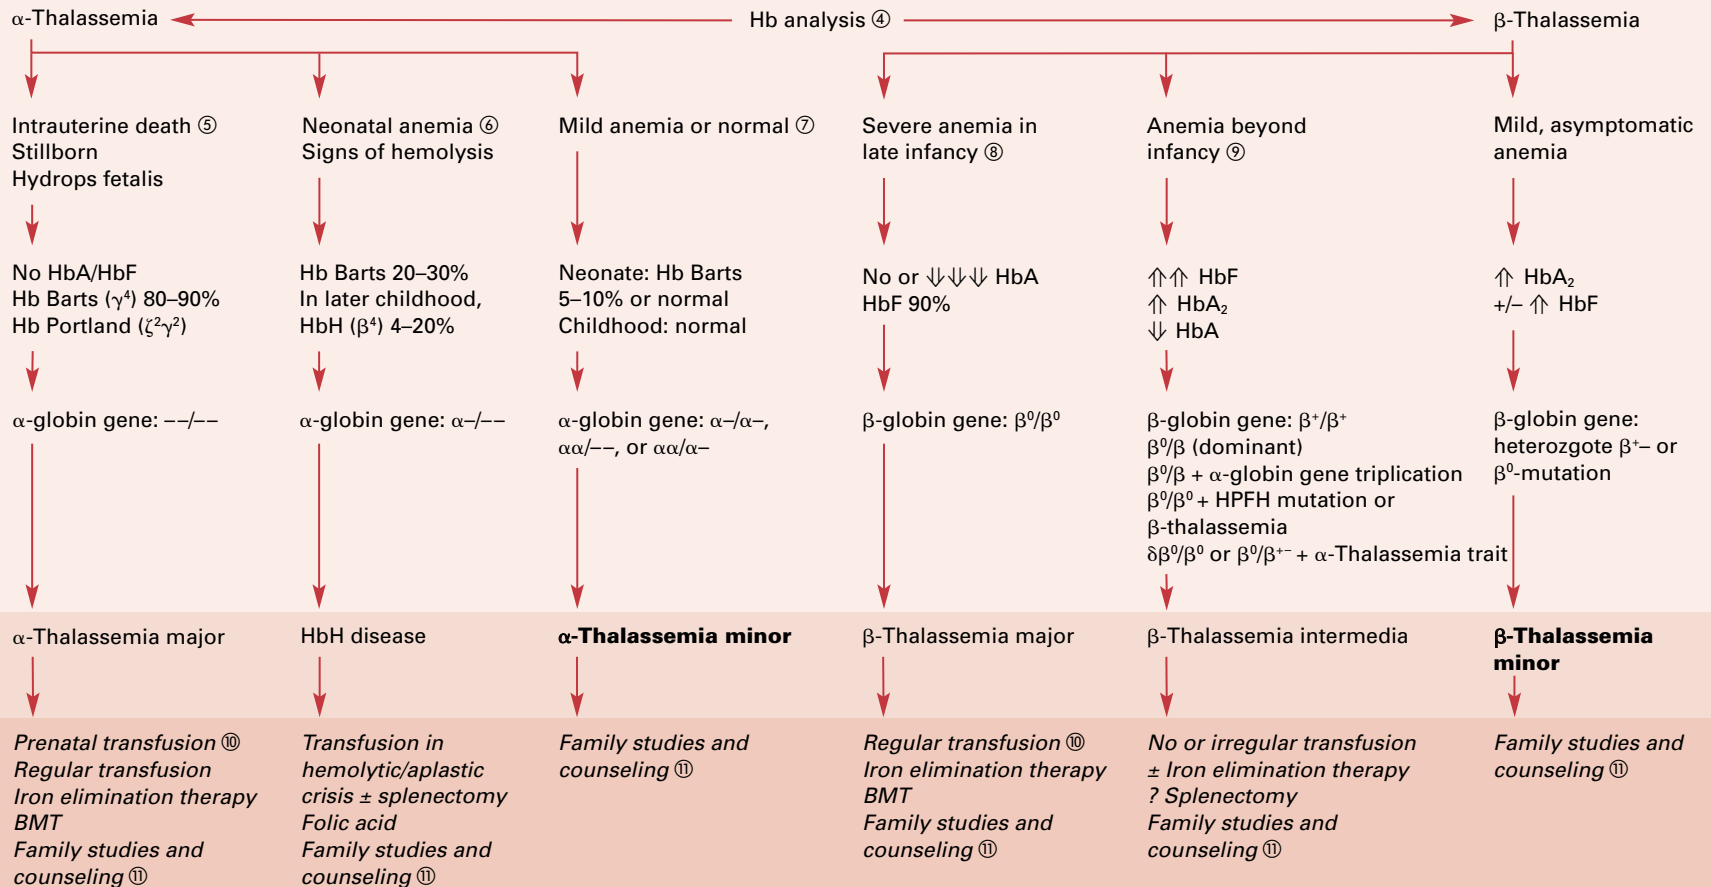 α-Thalassemia
Hb analysis ④
β-Thalassemia
Intrauterine death ⑤
Stillborn
Hydrops fetalis
Neonatal anemia ⑥
Signs of hemolysis
Mild anemia or normal ⑦
Severe anemia in
late infancy ⑧
Anemia beyond
infancy ⑨
Mild, asymptomatic
anemia
No HbA/HbF
Hb Barts (γ⁴) 80–90%
Hb Portland (ζ²γ²)
Hb Barts 20–30%
In later childhood,
HbH (β⁴) 4–20%
Neonate: Hb Barts
5–10% or normal
Childhood: normal
No or ⇓⇓⇓ HbA
HbF 90%
⇑⇑ HbF
⇑ HbA₂
⇓ HbA
⇑ HbA₂
+/– ⇑ HbF
α-globin gene: ––/––
α-globin gene: α–/––
α-globin gene: α–/α–,
αα/––, or αα/α–
β-globin gene: β⁰/β⁰
β-globin gene: β⁺/β⁺
β⁰/β (dominant)
β⁰/β + α-globin gene triplication
β⁰/β⁰ + HPFH mutation or
β-thalassemia
δβ⁰/β⁰ or β⁰/β⁺⁻ + α-Thalassemia trait
β-globin gene:
heterozgote β⁺– or
β⁰-mutation
α-Thalassemia major
HbH disease
α-Thalassemia minor
β-Thalassemia major
β-Thalassemia intermedia
β-Thalassemia
minor
Prenatal transfusion ⑩
Regular transfusion
Iron elimination therapy
BMT
Family studies and
counseling ⑪
Transfusion in
hemolytic/aplastic
crisis ± splenectomy
Folic acid
Family studies and
counseling ⑪
Family studies and
counseling ⑪
Regular transfusion ⑩
Iron elimination therapy
BMT
Family studies and
counseling ⑪
No or irregular transfusion
± Iron elimination therapy
? Splenectomy
Family studies and
counseling ⑪
Family studies and
counseling ⑪